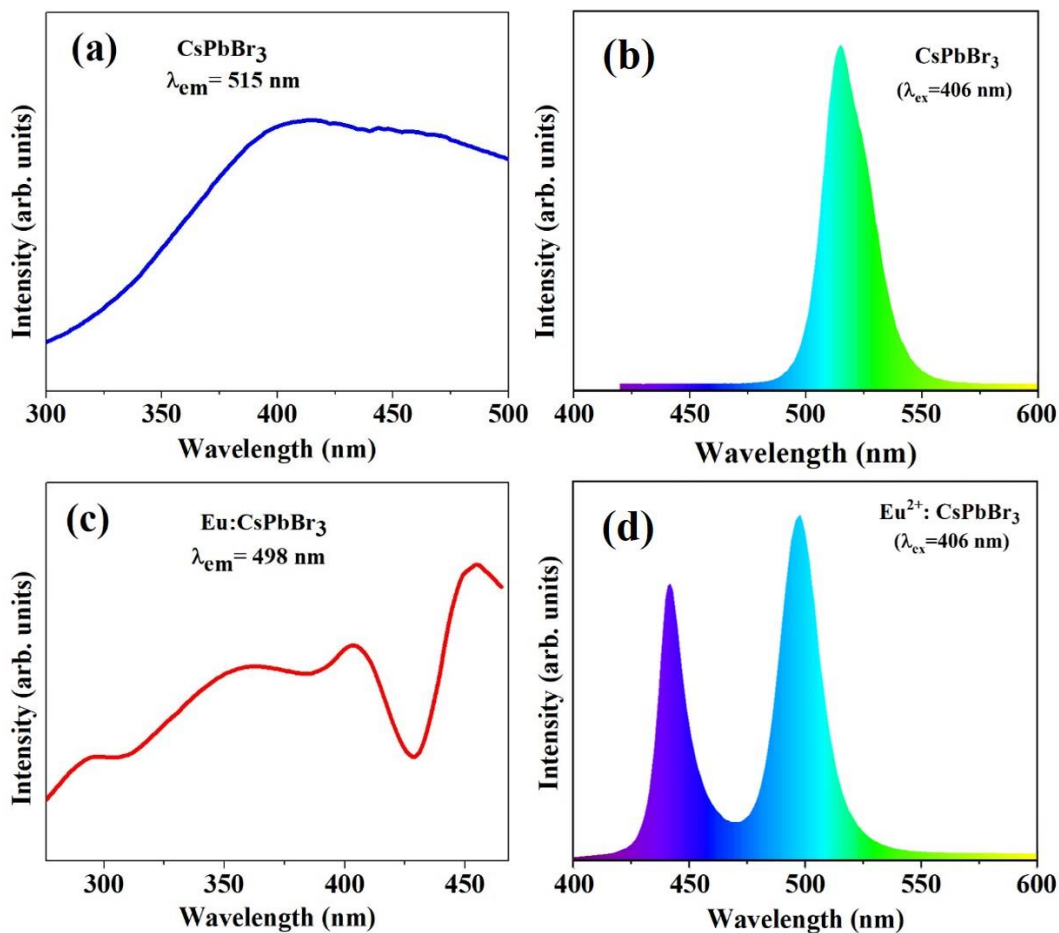 (a)
CsPbBr3
λem= 515 nm
Intensity (arb. units)
300 350 400 450 500
Wavelength (nm)
(b)
CsPbBr3
(λex=406 nm)
Intensity (arb. units)
400 450 500 550 600
Wavelength (nm)
(c)
Eu:CsPbBr3
λem= 498 nm
Intensity (arb. units)
300 350 400 450
Wavelength (nm)
(d)
Eu2+: CsPbBr3
(λex=406 nm)
Intensity (arb. units)
400 450 500 550 600
Wavelength (nm)